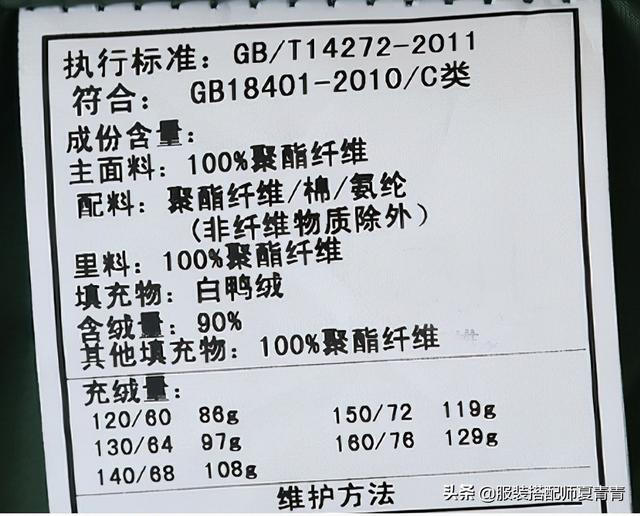 执行标准：GB/T14272-2011
符合： GB18401-2010/C类
成份含量：
主面料：100%聚酯纤维
配料：聚酯纤维/棉/氨纶
(非纤维物质除外)
里料：100%聚酯纤维
填充物：白鸭绒
含绒量：90%
其他填充物：100%聚酯纤维
充绒量：
120/60 86g 150/72 119g
130/64 97g 160/76 129g
140/68 108g
维护方法
头条 @服装搭配师夏青青